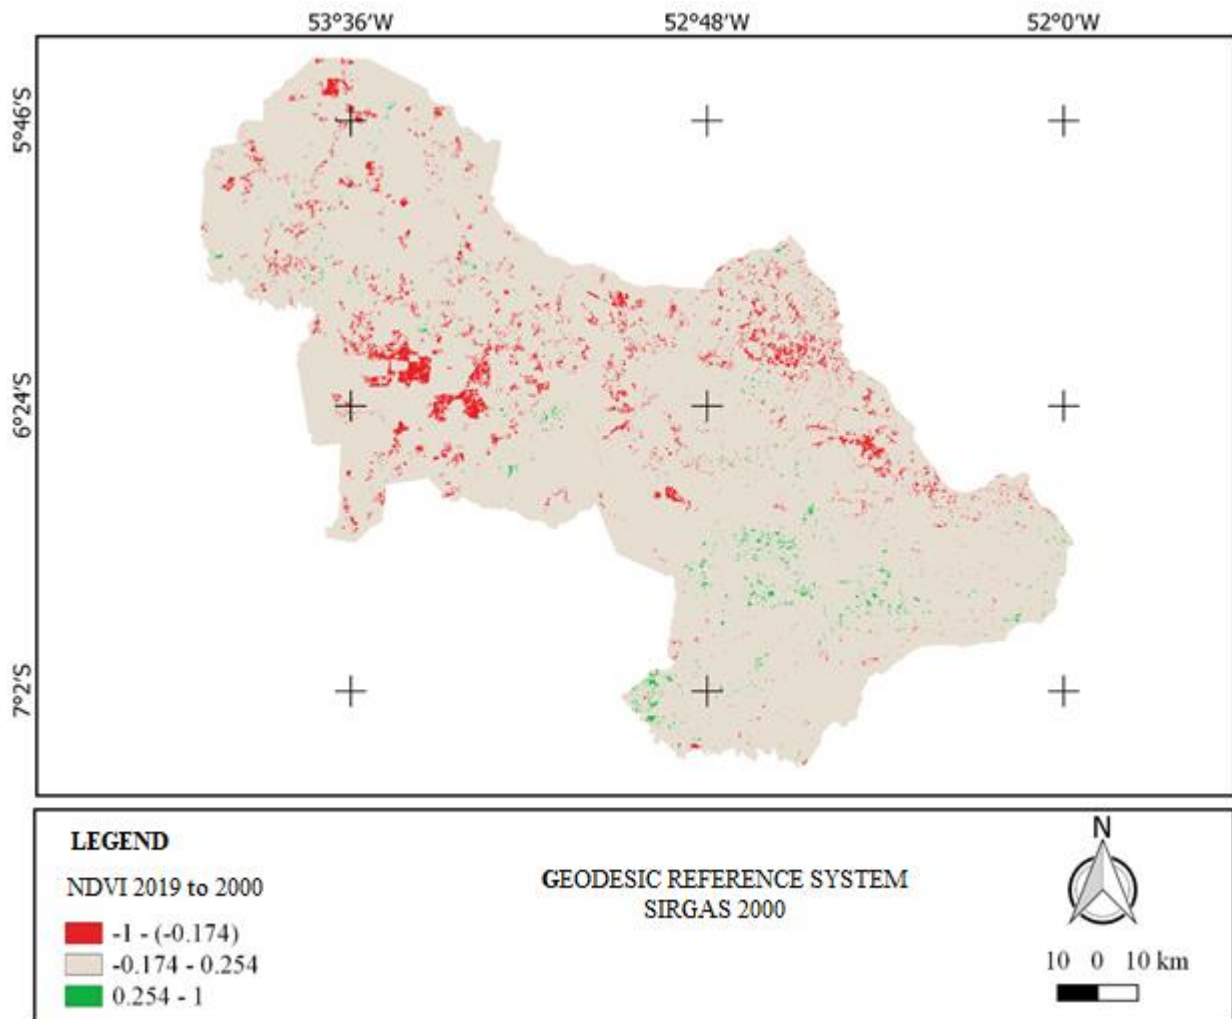 53°36'W 52°48'W 52°0'W
5°46'S
6°24'S
7°2'S
LEGEND
NDVI 2019 to 2000
-1 - (-0.174)
-0.174 - 0.254
0.254 - 1
GEODESIC REFERENCE SYSTEM
SIRGAS 2000
N
10 0 10 km